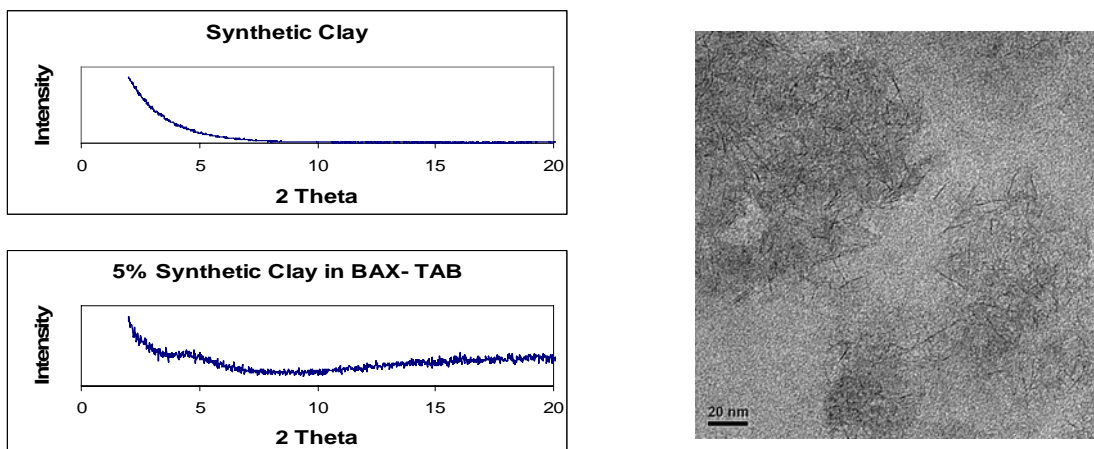 Synthetic Clay
Intensity
0 5 10 15 20
2 Theta
5% Synthetic Clay in BAX- TAB
Intensity
0 5 10 15 20
2 Theta
20 nm